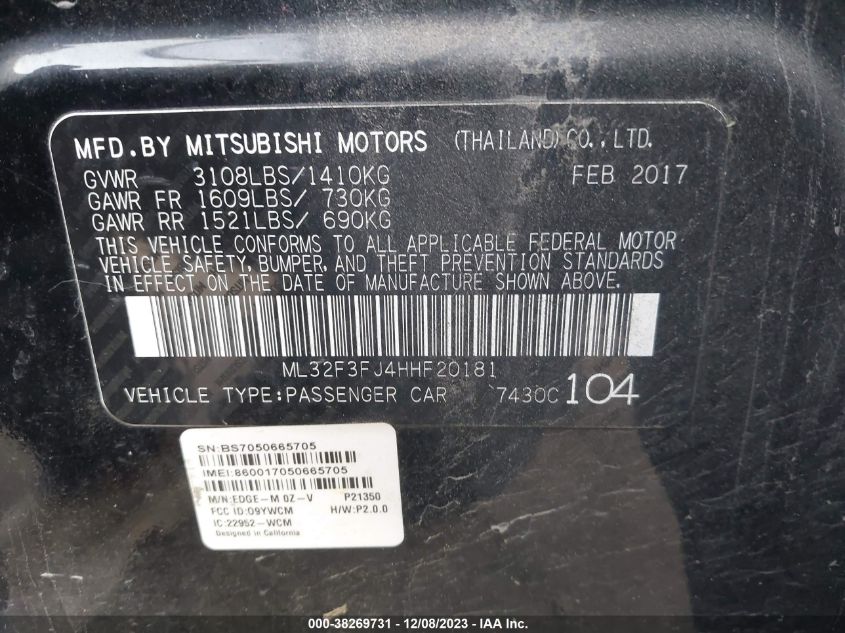 MFD.BY MITSUBISHI MOTORS (THAILAND) CO., LTD.
GVWR 3108LBS/1410KG FEB 2017
GAWR FR 1609LBS/ 730KG
GAWR RR 1521LBS/ 690KG
THIS VEHICLE CONFORMS TO ALL APPLICABLE FEDERAL MOTOR
VEHICLE SAFETY, BUMPER, AND THEFT PREVENTION STANDARDS
IN EFFECT ON THE DATE OF MANUFACTURE SHOWN ABOVE.
ML32F3FJ4HHF20181
VEHICLE TYPE:PASSENGER CAR 7430C 104
SN:BS7050665705
IMEI:860017050665705
M/N:EDGE-M 0Z-V P21350
FCC ID:O9YWCM H/W:P2.0.0
IC:22952-WCM
Designed in California
000-38269731 - 12/08/2023 - IAA Inc.